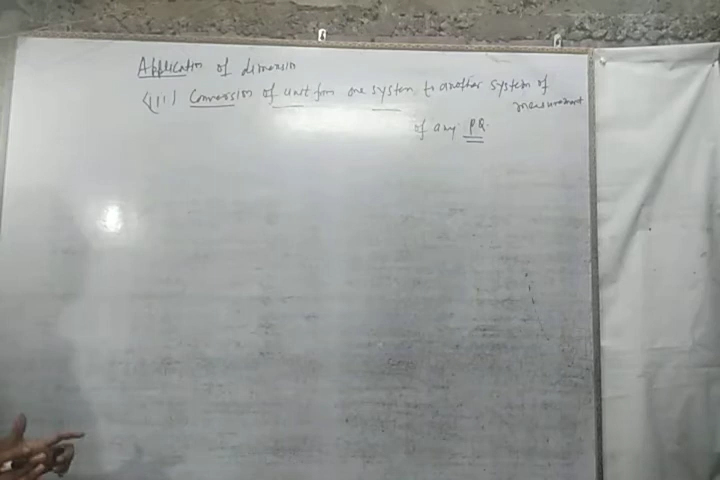 Application of dimension
(iii) Conversion of unit from one system to another system of
measurement
of any PQ.